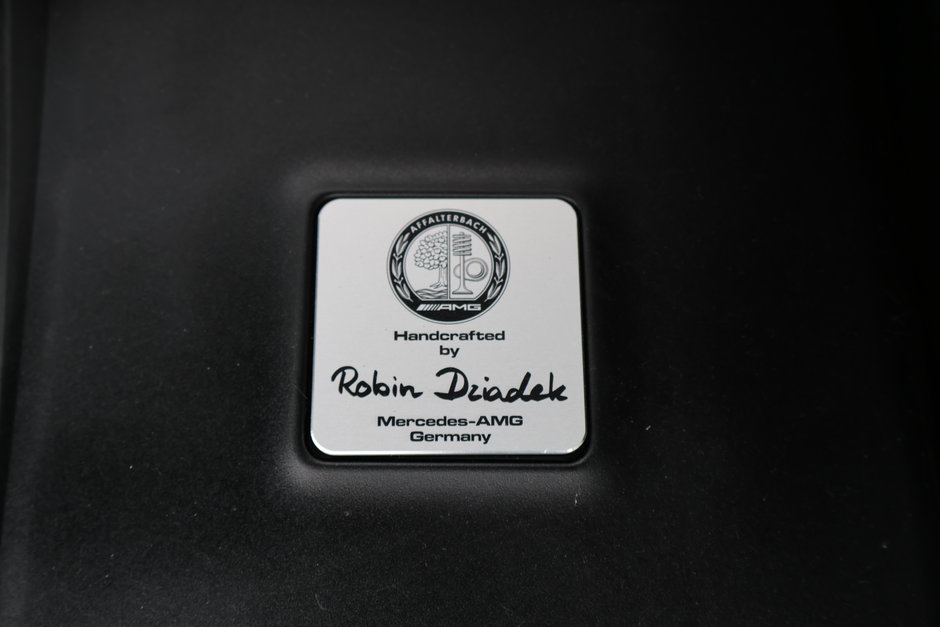 AFFALTERBACH
AMG
Handcrafted
by
Robin Dziadek
Mercedes-AMG
Germany